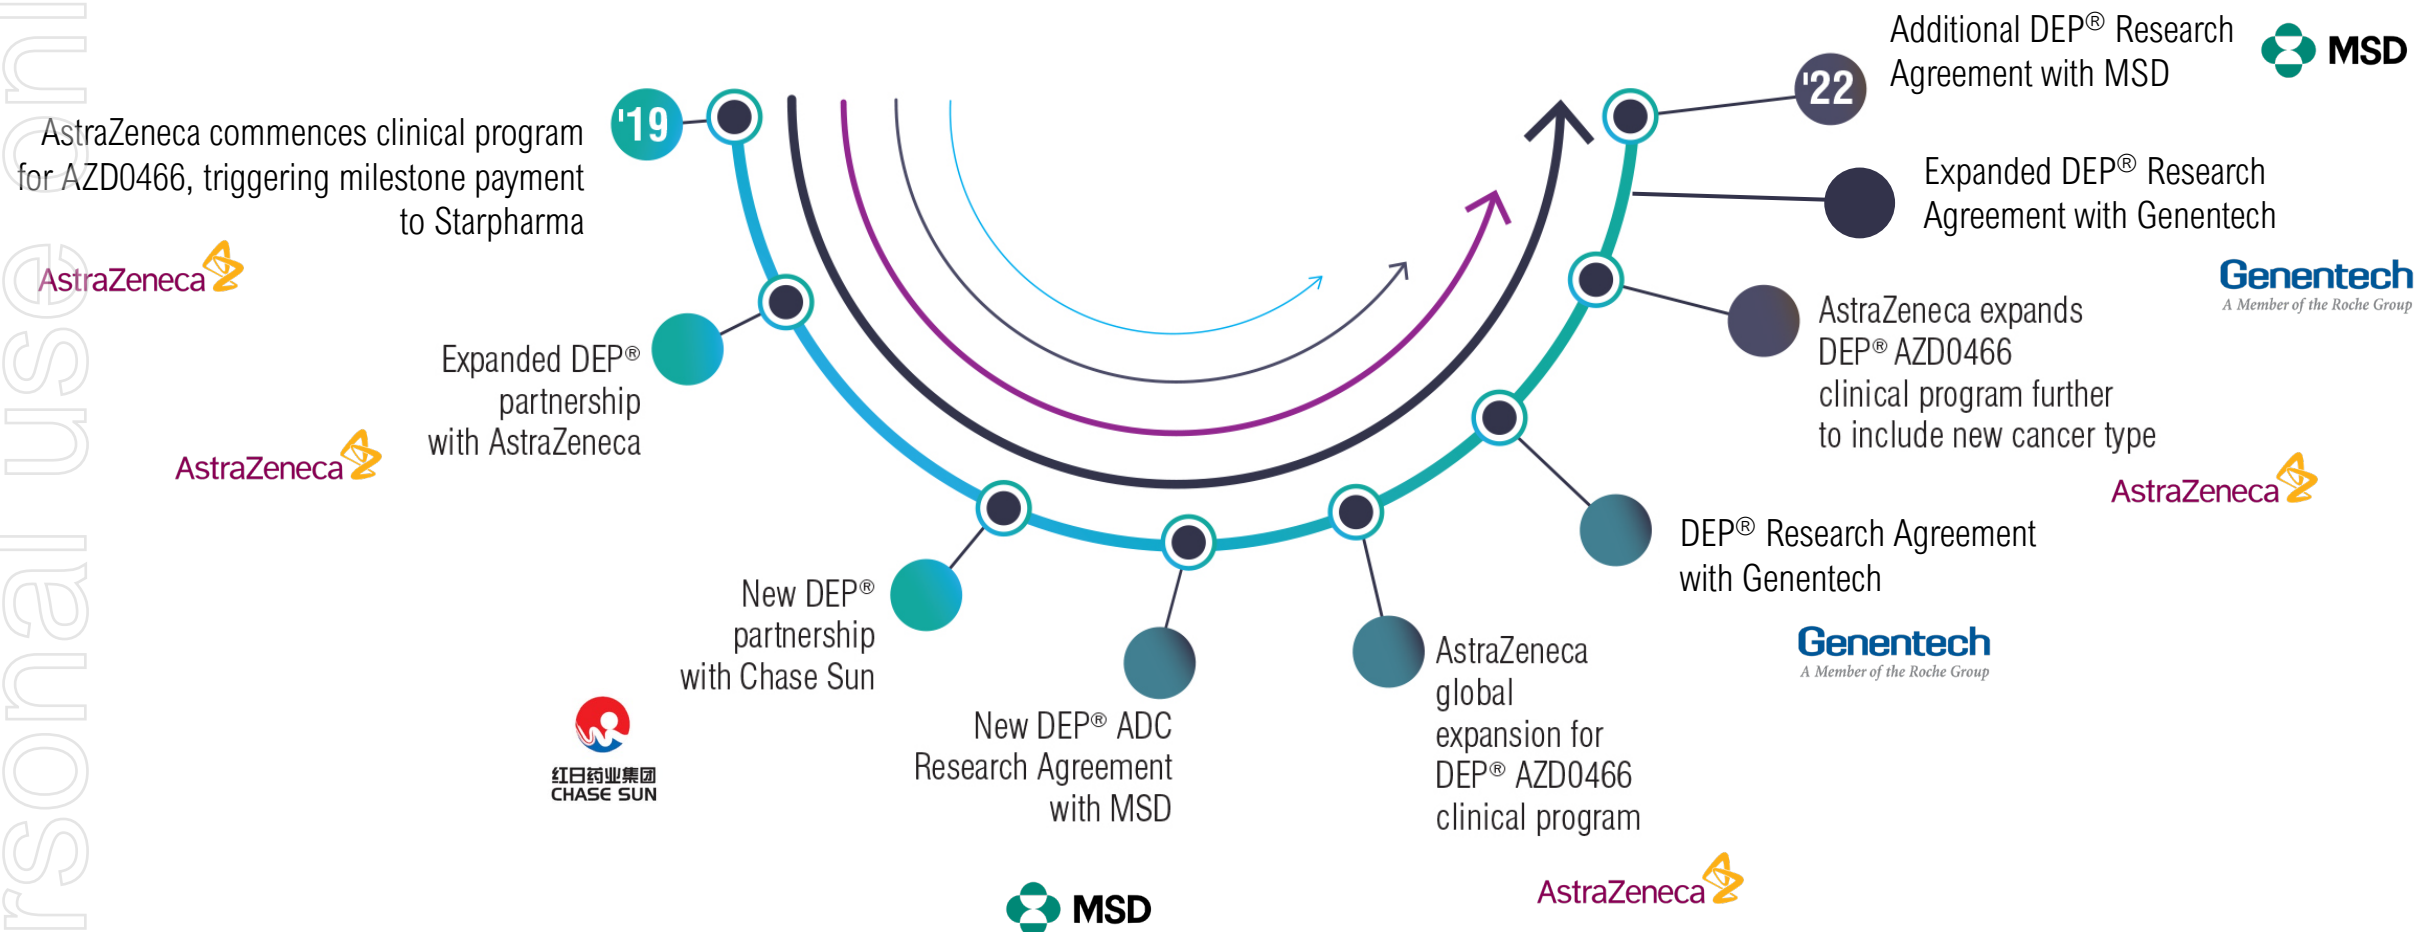 AstraZeneca commences clinical program
for AZD0466, triggering milestone payment
to Starpharma
AstraZeneca
'19
Expanded DEP®
partnership
with AstraZeneca
AstraZeneca
New DEP®
partnership
with Chase Sun
红日药业集团
CHASE SUN
New DEP® ADC
Research Agreement
with MSD
MSD
AstraZeneca
global
expansion for
DEP® AZD0466
clinical program
AstraZeneca
DEP® Research Agreement
with Genentech
Genentech
A Member of the Roche Group
AstraZeneca expands
DEP® AZD0466
clinical program further
to include new cancer type
AstraZeneca
Expanded DEP® Research
Agreement with Genentech
Genentech
A Member of the Roche Group
'22
Additional DEP® Research
Agreement with MSD
MSD
rsonal use onl